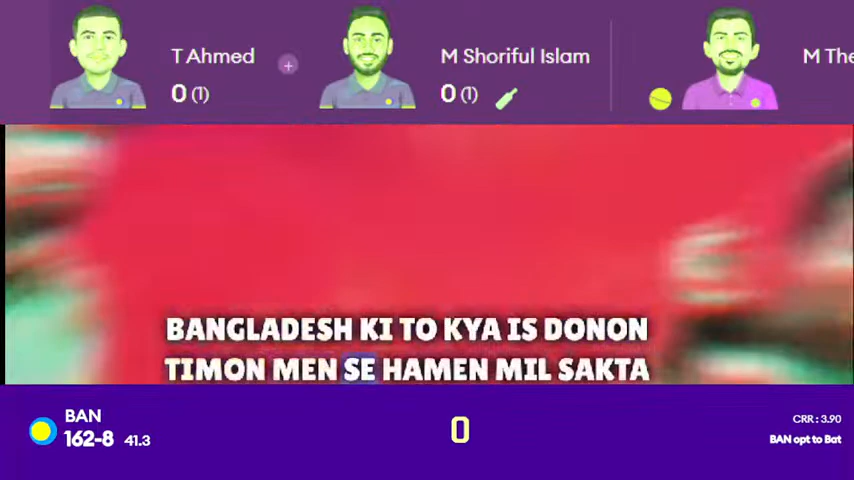 T Ahmed
0 (1)
M Shoriful Islam
0 (1)
M The
BANGLADESH KI TO KYA IS DONON
TIMON MEN SE HAMEN MIL SAKTA
BAN
162-8 41.3
0
CRR : 3.90
BAN opt to Bat